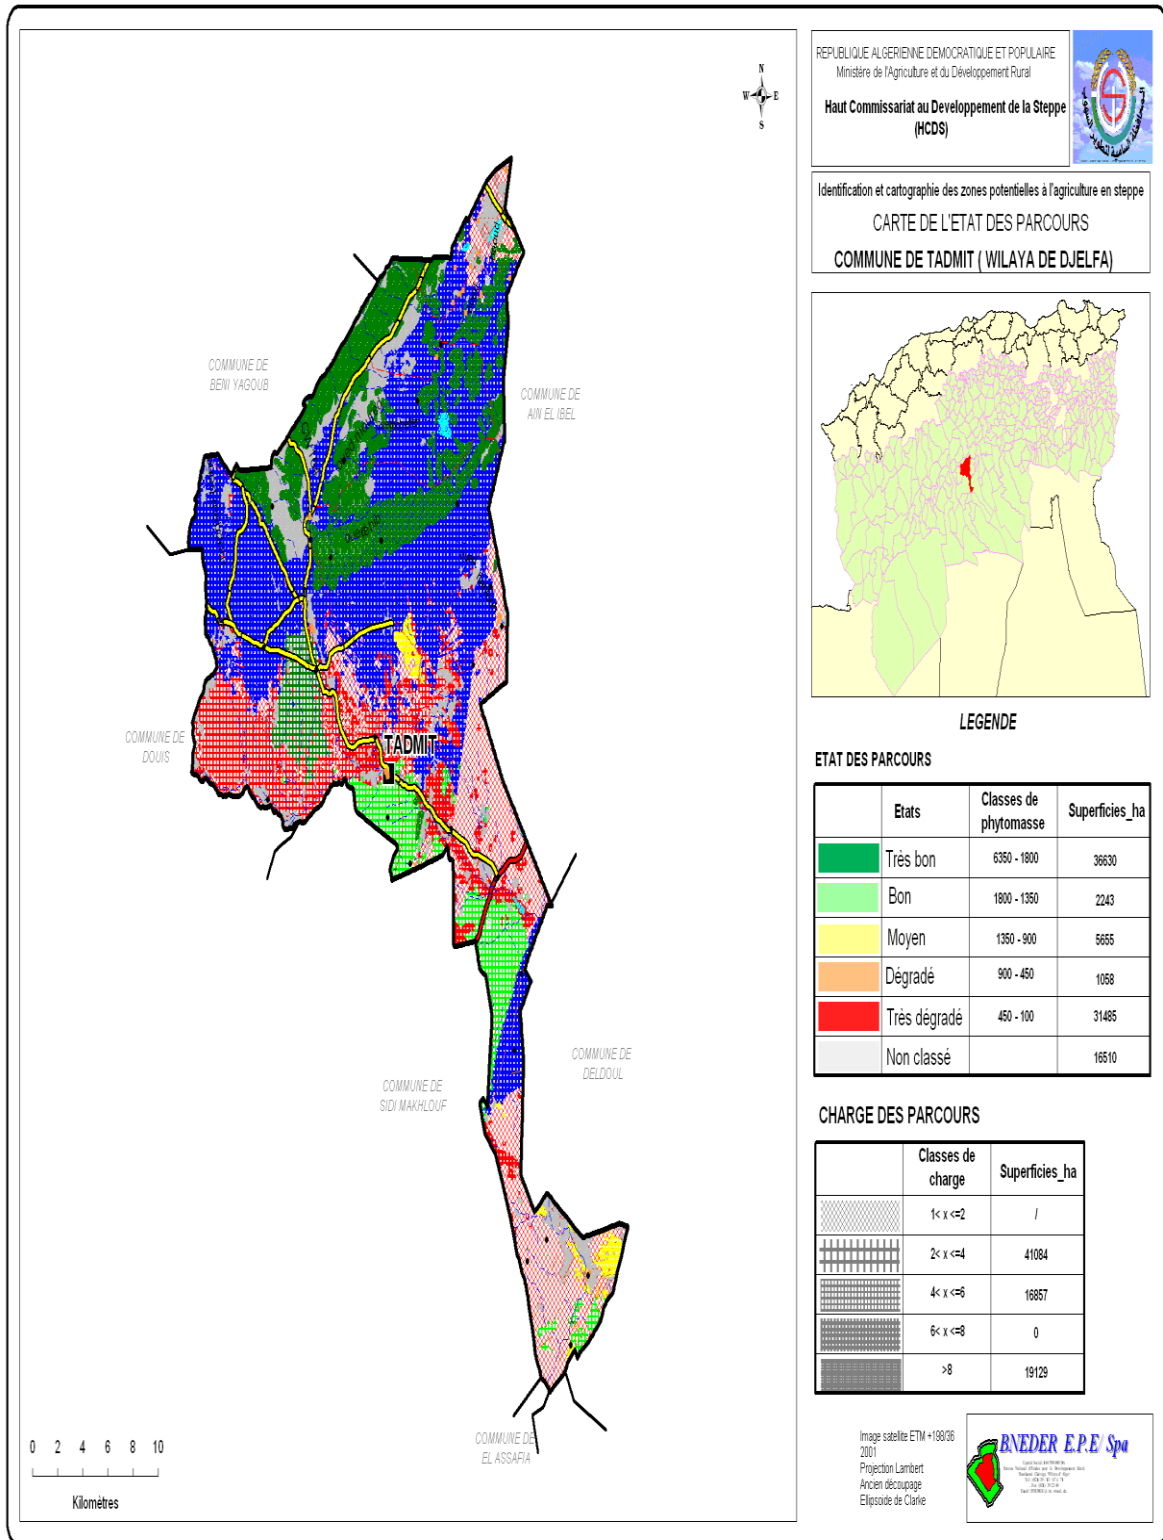 REPUBLIQUE ALGERIENNE DEMOCRATIQUE ET POPULAIRE
Ministère de l'Agriculture et du Développement Rural
Haut Commissariat au Developpement de la Steppe
(HCDS)
Identification et cartographie des zones potentielles à l'agriculture en steppe
CARTE DE L'ETAT DES PARCOURS
COMMUNE DE TADMIT ( WILAYA DE DJELFA)
N
W E
S
COMMUNE DE
BENI YAGOUB
COMMUNE DE
AIN EL IBEL
COMMUNE DE
DOUIS
TADMIT
COMMUNE DE
DELDOUL
COMMUNE DE
SIDI MAKHLOUF
COMMUNE DE
EL ASSAFIA
0 2 4 6 8 10
Kilomètres
LEGENDE
ETAT DES PARCOURS
Etats Classes de phytomasse Superficies_ha
Très bon 6350 - 1800 36630
Bon 1800 - 1350 2243
Moyen 1350 - 900 5655
Dégradé 900 - 450 1058
Très dégradé 450 - 100 31485
Non classé 16510
CHARGE DES PARCOURS
Classes de charge Superficies_ha
1< x <=2 /
2< x <=4 41084
4< x <=6 16857
6< x <=8 0
>8 19129
Image satellite ETM +198/36
2001
Projection Lambert
Ancien découpage
Ellipsoide de Clarke
BNEDER E.P.E/ Spa